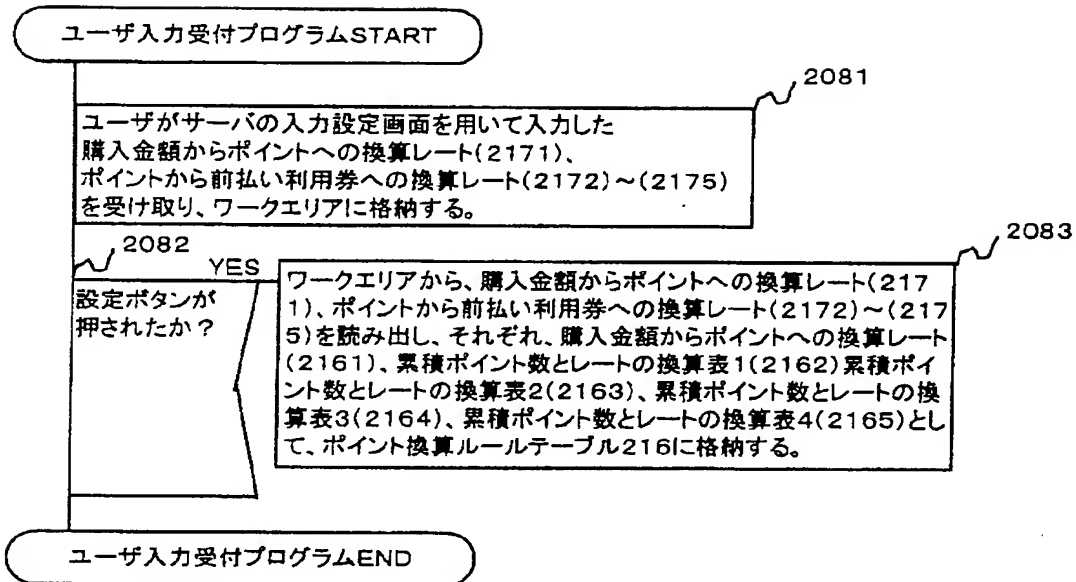 ユーザ入力受付プログラムSTART
2081
ユーザがサーバの入力設定画面を用いて入力した
購入金額からポイントへの換算レート(2171)、
ポイントから前払い利用券への換算レート(2172)~(2175)
を受け取り、ワークエリアに格納する。
2082
YES
2083
設定ボタンが
押されたか?
ワークエリアから、購入金額からポイントへの換算レート(217
1)、ポイントから前払い利用券への換算レート(2172)~(217
5)を読み出し、それぞれ、購入金額からポイントへの換算レート
(2161)、累積ポイント数とレートの換算表1(2162)累積ポイ
ント数とレートの換算表2(2163)、累積ポイント数とレートの換
算表3(2164)、累積ポイント数とレートの換算表4(2165)とし
て、ポイント換算ルールテーブル216に格納する。
ユーザ入力受付プログラムEND